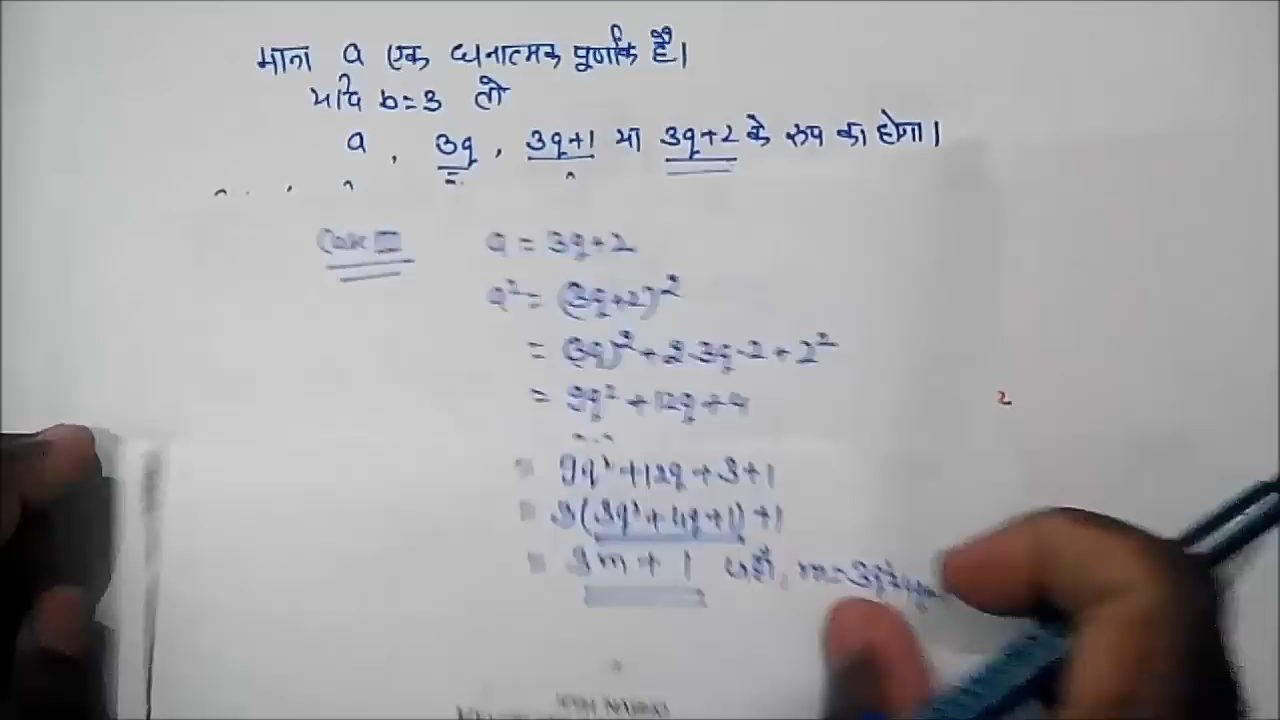 माना a एक धनात्मक पूर्णांक है।
यदि b=3 तो
a , 3q , 3q+1 या 3q+2 के रूप का होगा।
Case III a = 3q+2
a² = (3q+2)²
= (3q)²+2·3q·2+2²
= 9q²+12q+4
= 9q²+12q+3+1
= 3(3q²+4q+1)+1
= 3m+1 यहाँ, m=3q²+4q+
2